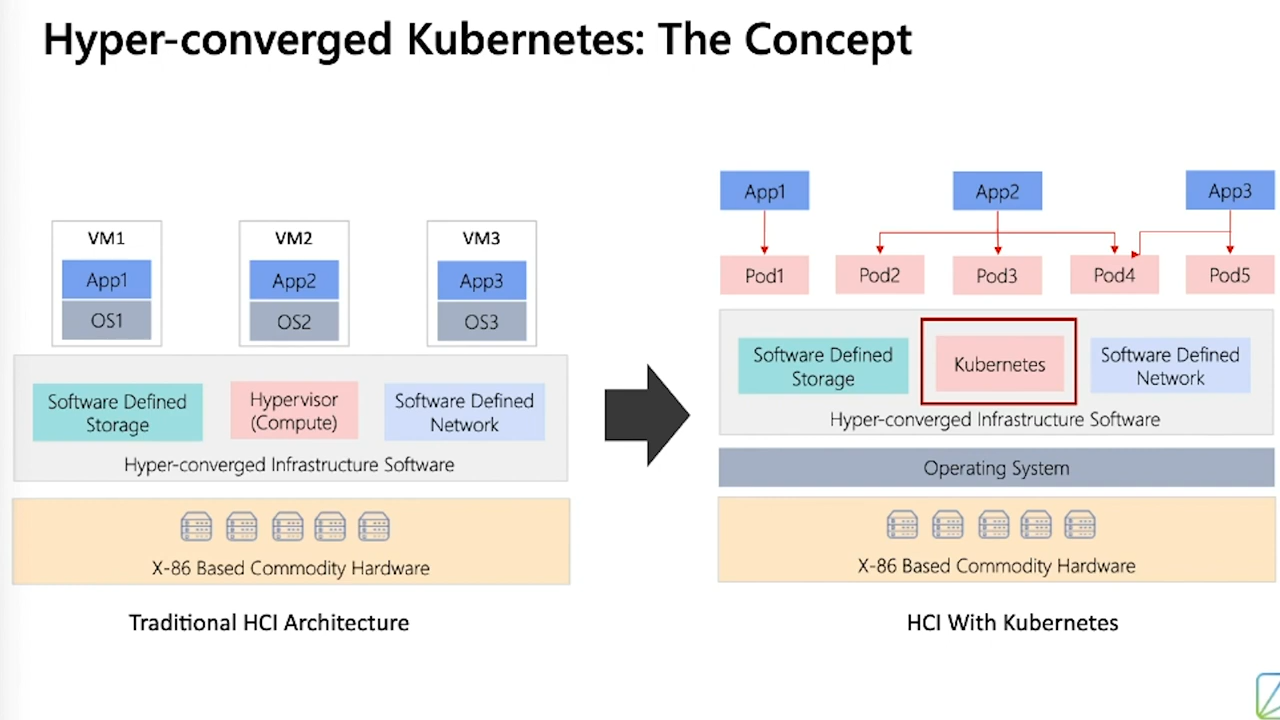 Hyper-converged Kubernetes: The Concept
VM1
App1
OS1
VM2
App2
OS2
VM3
App3
OS3
Software Defined
Storage
Hypervisor
(Compute)
Software Defined
Network
Hyper-converged Infrastructure Software
X-86 Based Commodity Hardware
Traditional HCI Architecture
App1
App2
App3
Pod1
Pod2
Pod3
Pod4
Pod5
Software Defined
Storage
Kubernetes
Software Defined
Network
Hyper-converged Infrastructure Software
Operating System
X-86 Based Commodity Hardware
HCI With Kubernetes